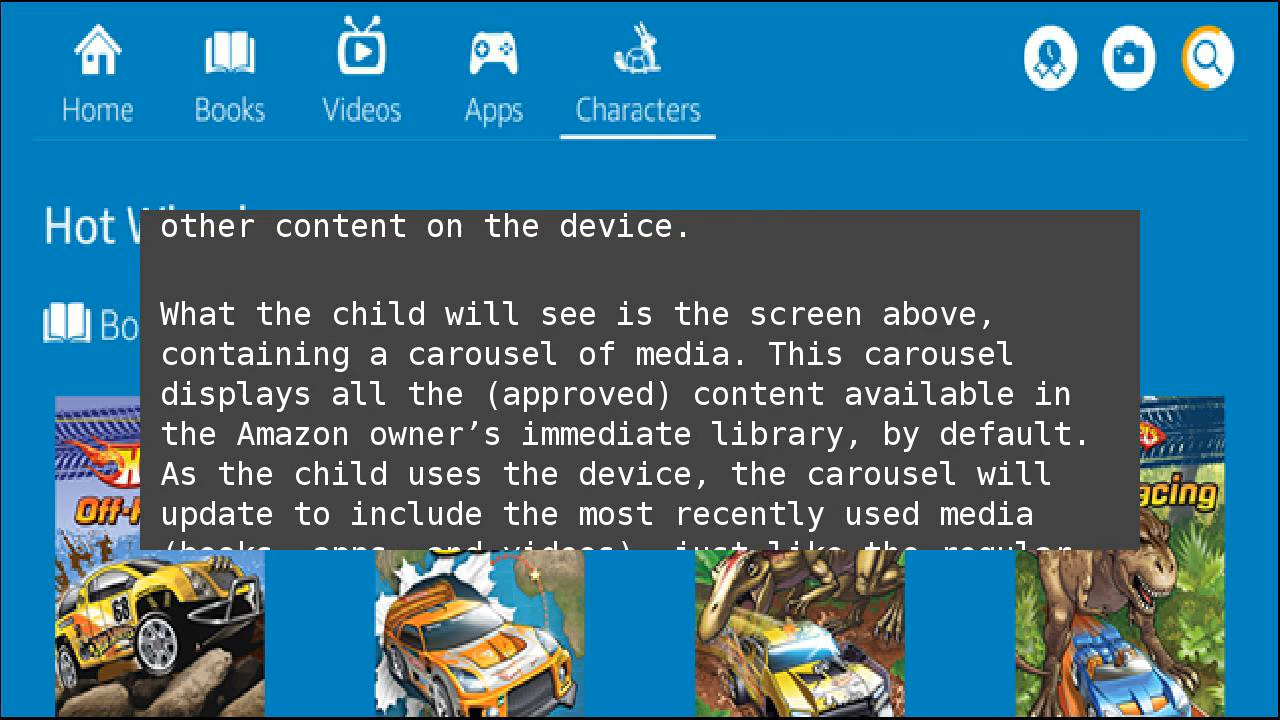 Home
Books
Videos
Apps
Characters
Hot
other content on the device.
What the child will see is the screen above,
containing a carousel of media. This carousel
displays all the (approved) content available in
the Amazon owner’s immediate library, by default.
As the child uses the device, the carousel will
update to include the most recently used media
68